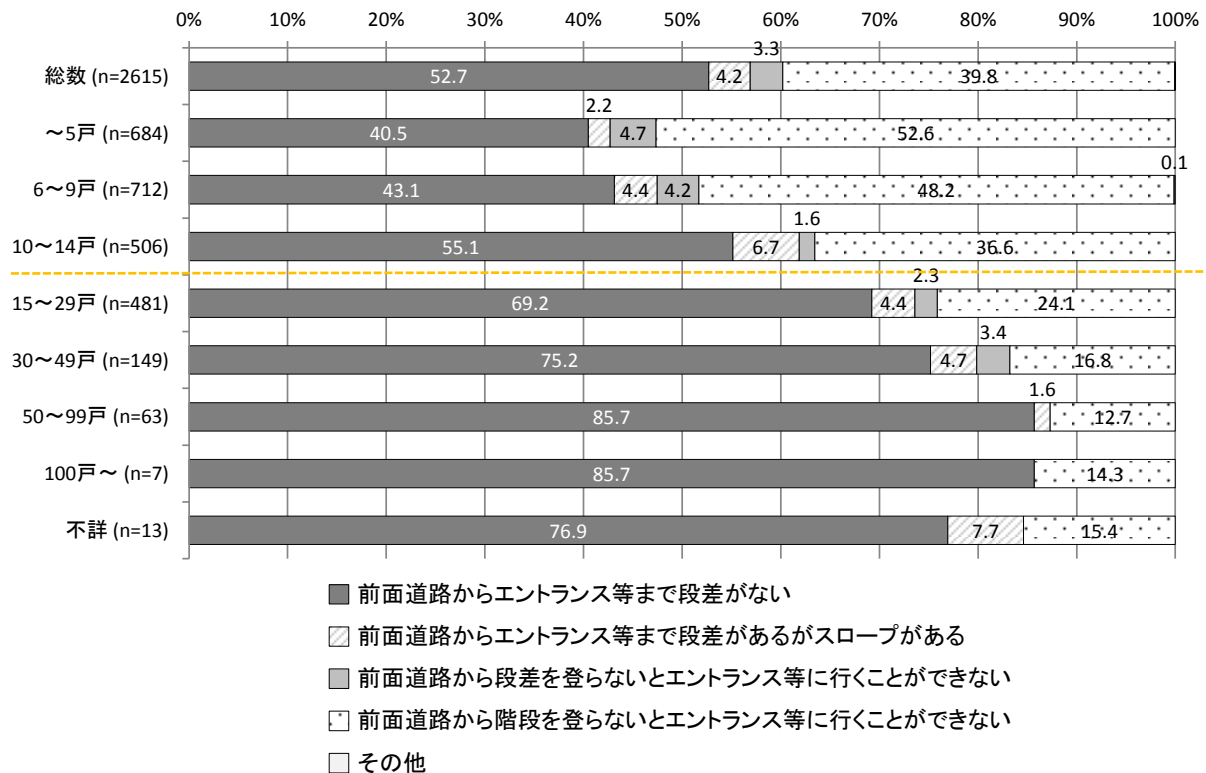 0% 10% 20% 30% 40% 50% 60% 70% 80% 90% 100%
3.3
総数 (n=2615) 52.7 4.2 39.8
2.2
～5戸 (n=684) 40.5 4.7 52.6
0.1
6～9戸 (n=712) 43.1 4.4 4.2 48.2
1.6
10～14戸 (n=506) 55.1 6.7 36.6
2.3
15～29戸 (n=481) 69.2 4.4 24.1
3.4
30～49戸 (n=149) 75.2 4.7 16.8
1.6
50～99戸 (n=63) 85.7 12.7
100戸～ (n=7) 85.7 14.3
不詳 (n=13) 76.9 7.7 15.4
前面道路からエントランス等まで段差がない
前面道路からエントランス等まで段差があるがスロープがある
前面道路から段差を登らないとエントランス等に行くことができない
前面道路から階段を登らないとエントランス等に行くことができない
その他